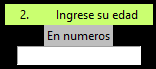 2. Ingrese su edad
En numeros